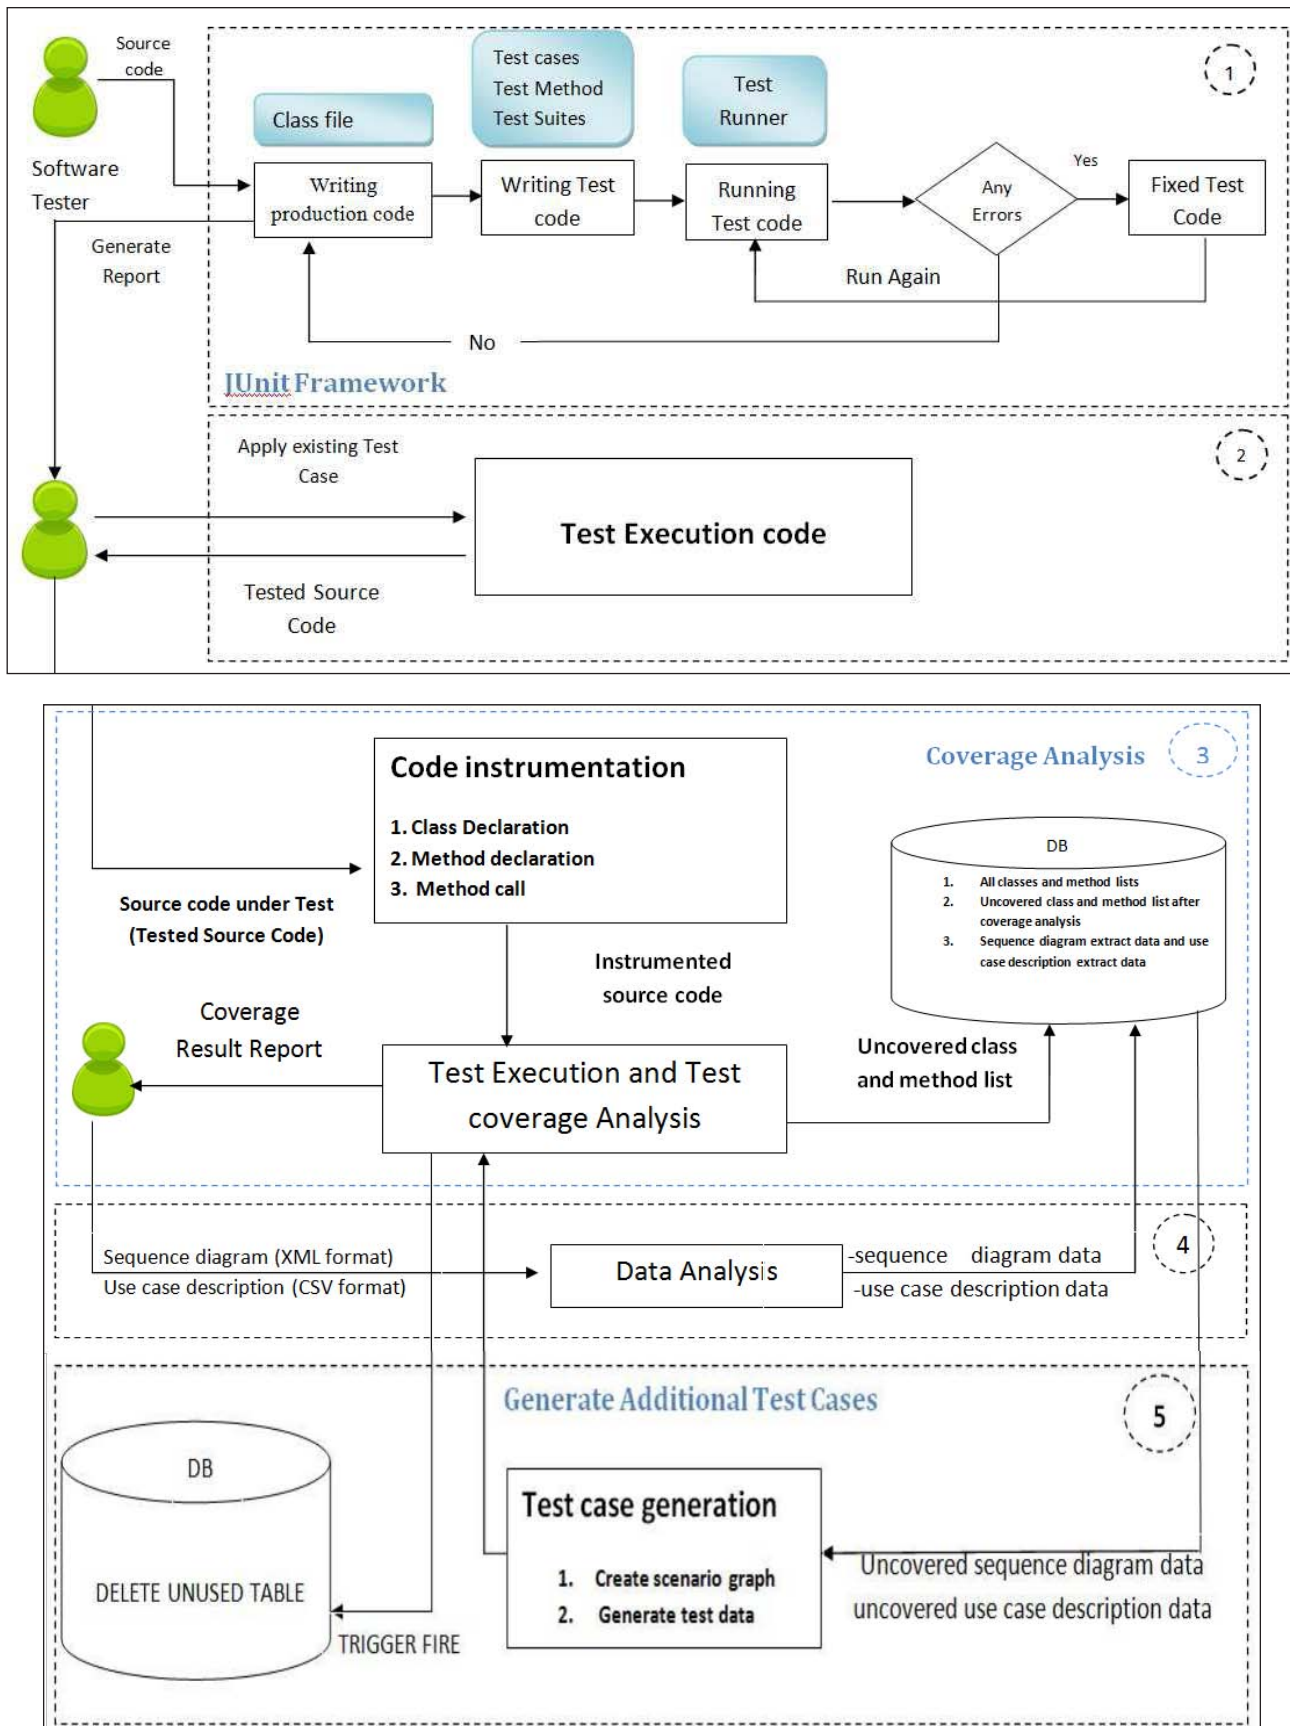 Source
code
1
Test cases
Test Method
Test Suites
Test
Runner
Class file
Software
Tester
Writing
production code
Writing Test
code
Running
Test code
Any
Errors
Yes
Fixed Test
Code
Generate
Report
Run Again
No
JUnit Framework
Apply existing Test
Case
2
Test Execution code
Tested Source
Code
Coverage Analysis
3
Code instrumentation
1. Class Declaration
2. Method declaration
3. Method call
DB
1. All classes and method lists
2. Uncovered class and method list after
coverage analysis
3. Sequence diagram extract data and use
case description extract data
Source code under Test
(Tested Source Code)
Instrumented
source code
Coverage
Result Report
Test Execution and Test
coverage Analysis
Uncovered class
and method list
4
Sequence diagram (XML format)
Use case description (CSV format)
Data Analysis
-sequence diagram data
-use case description data
Generate Additional Test Cases
5
DB
DELETE UNUSED TABLE
TRIGGER FIRE
Test case generation
1. Create scenario graph
2. Generate test data
Uncovered sequence diagram data
uncovered use case description data